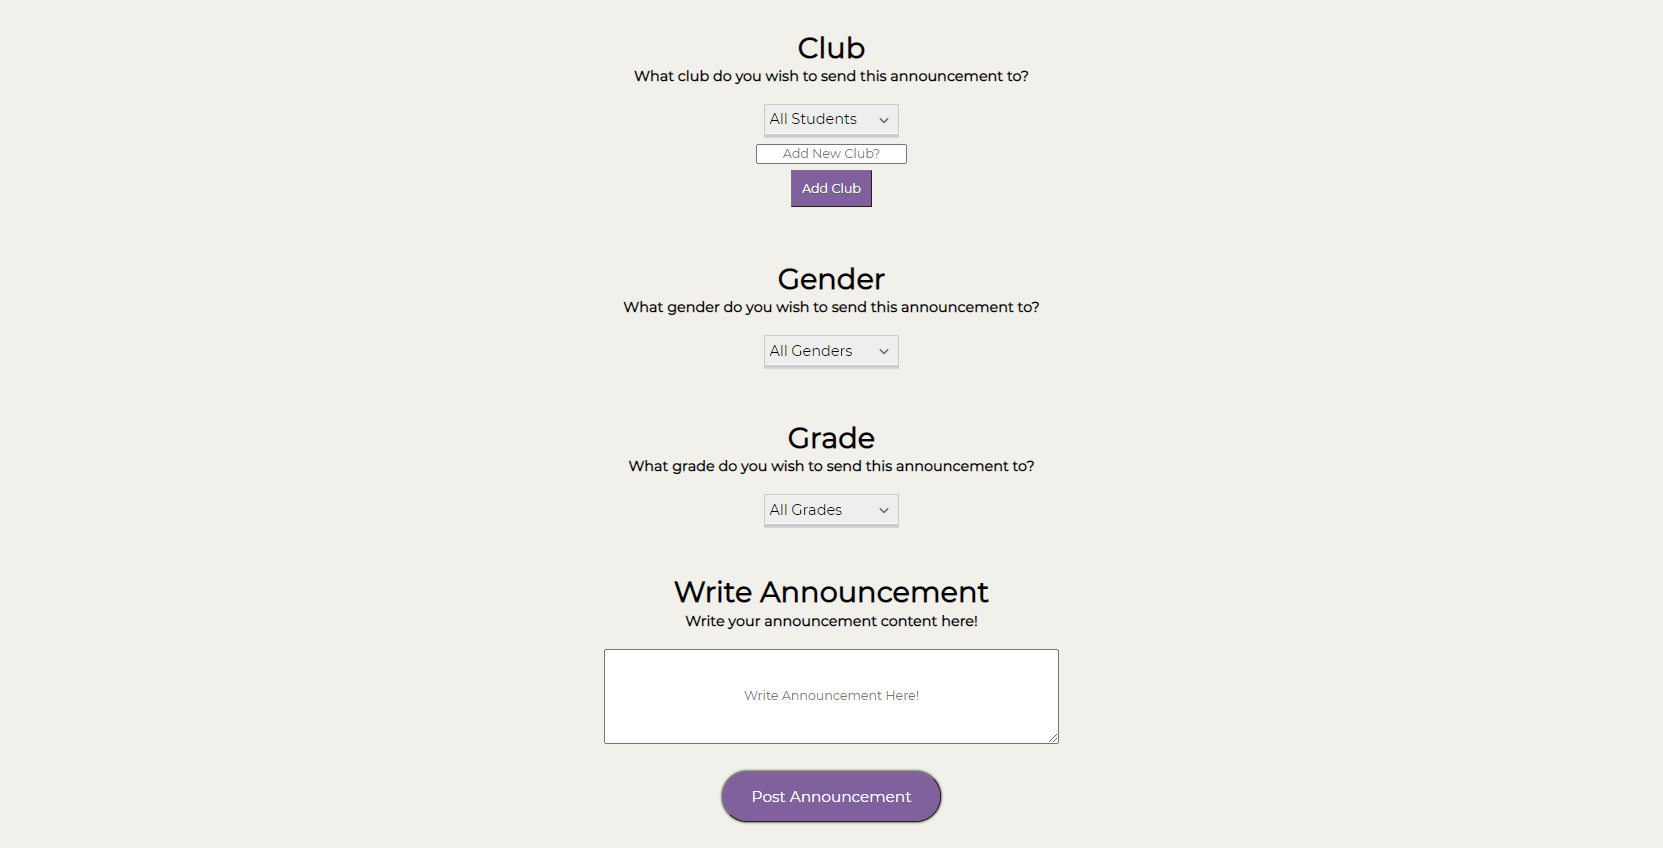 Club
What club do you wish to send this announcement to?
All Students
Add New Club?
Add Club
Gender
What gender do you wish to send this announcement to?
All Genders
Grade
What grade do you wish to send this announcement to?
All Grades
Write Announcement
Write your announcement content here!
Write Announcement Here!
Post Announcement